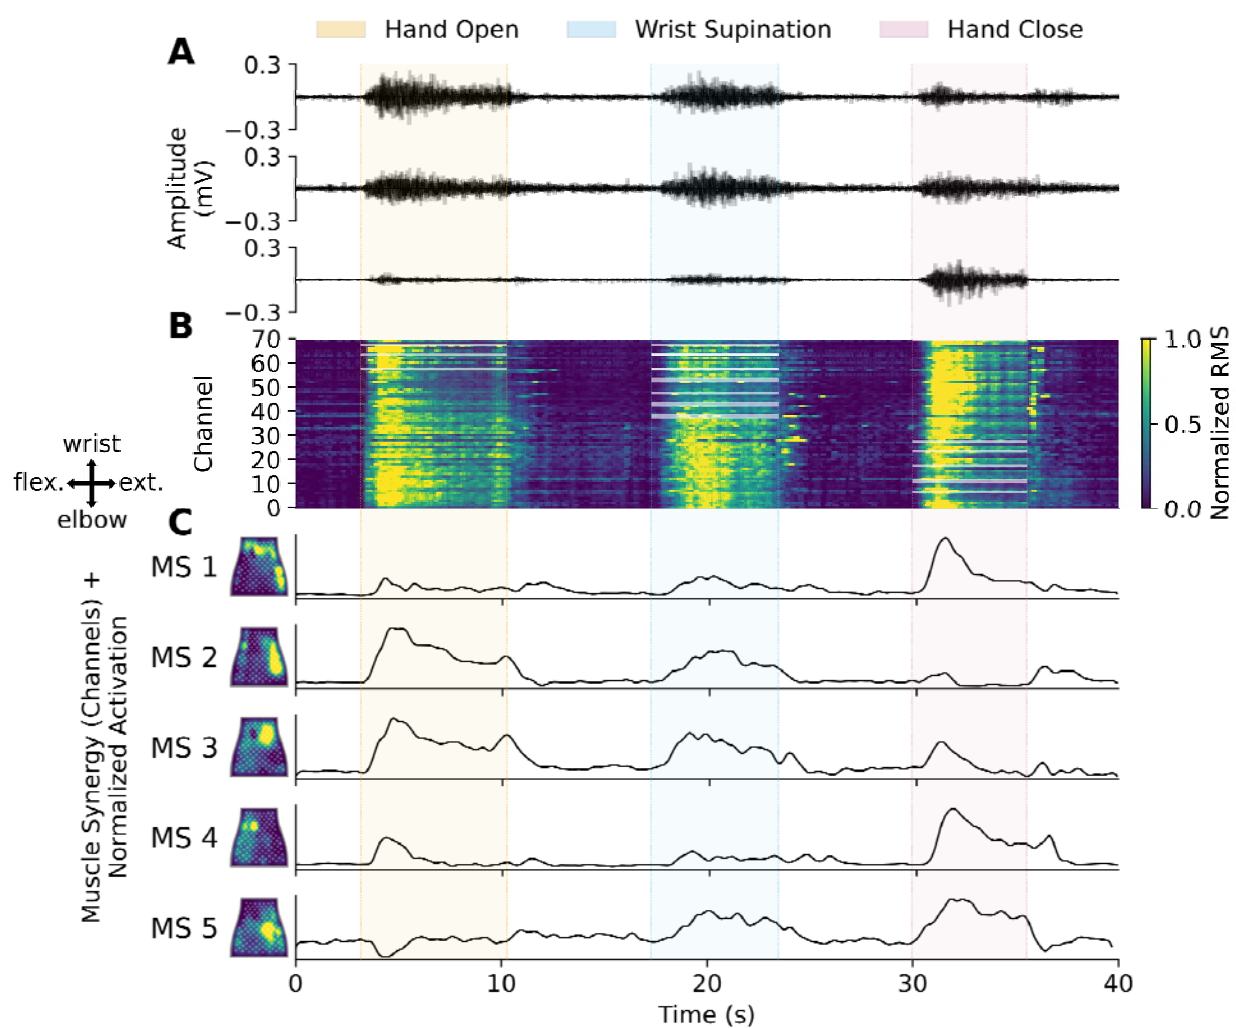 Hand Open Wrist Supination Hand Close
A
0.3
−0.3
0.3
−0.3
0.3
−0.3
Amplitude
(mV)
B
70
60
50
40
30
20
10
0
Channel
1.0
0.5
0.0
Normalized RMS
wrist
flex. ext.
elbow
C
MS 1
MS 2
MS 3
MS 4
MS 5
Muscle Synergy (Channels) +
Normalized Activation
0 10 20 30 40
Time (s)